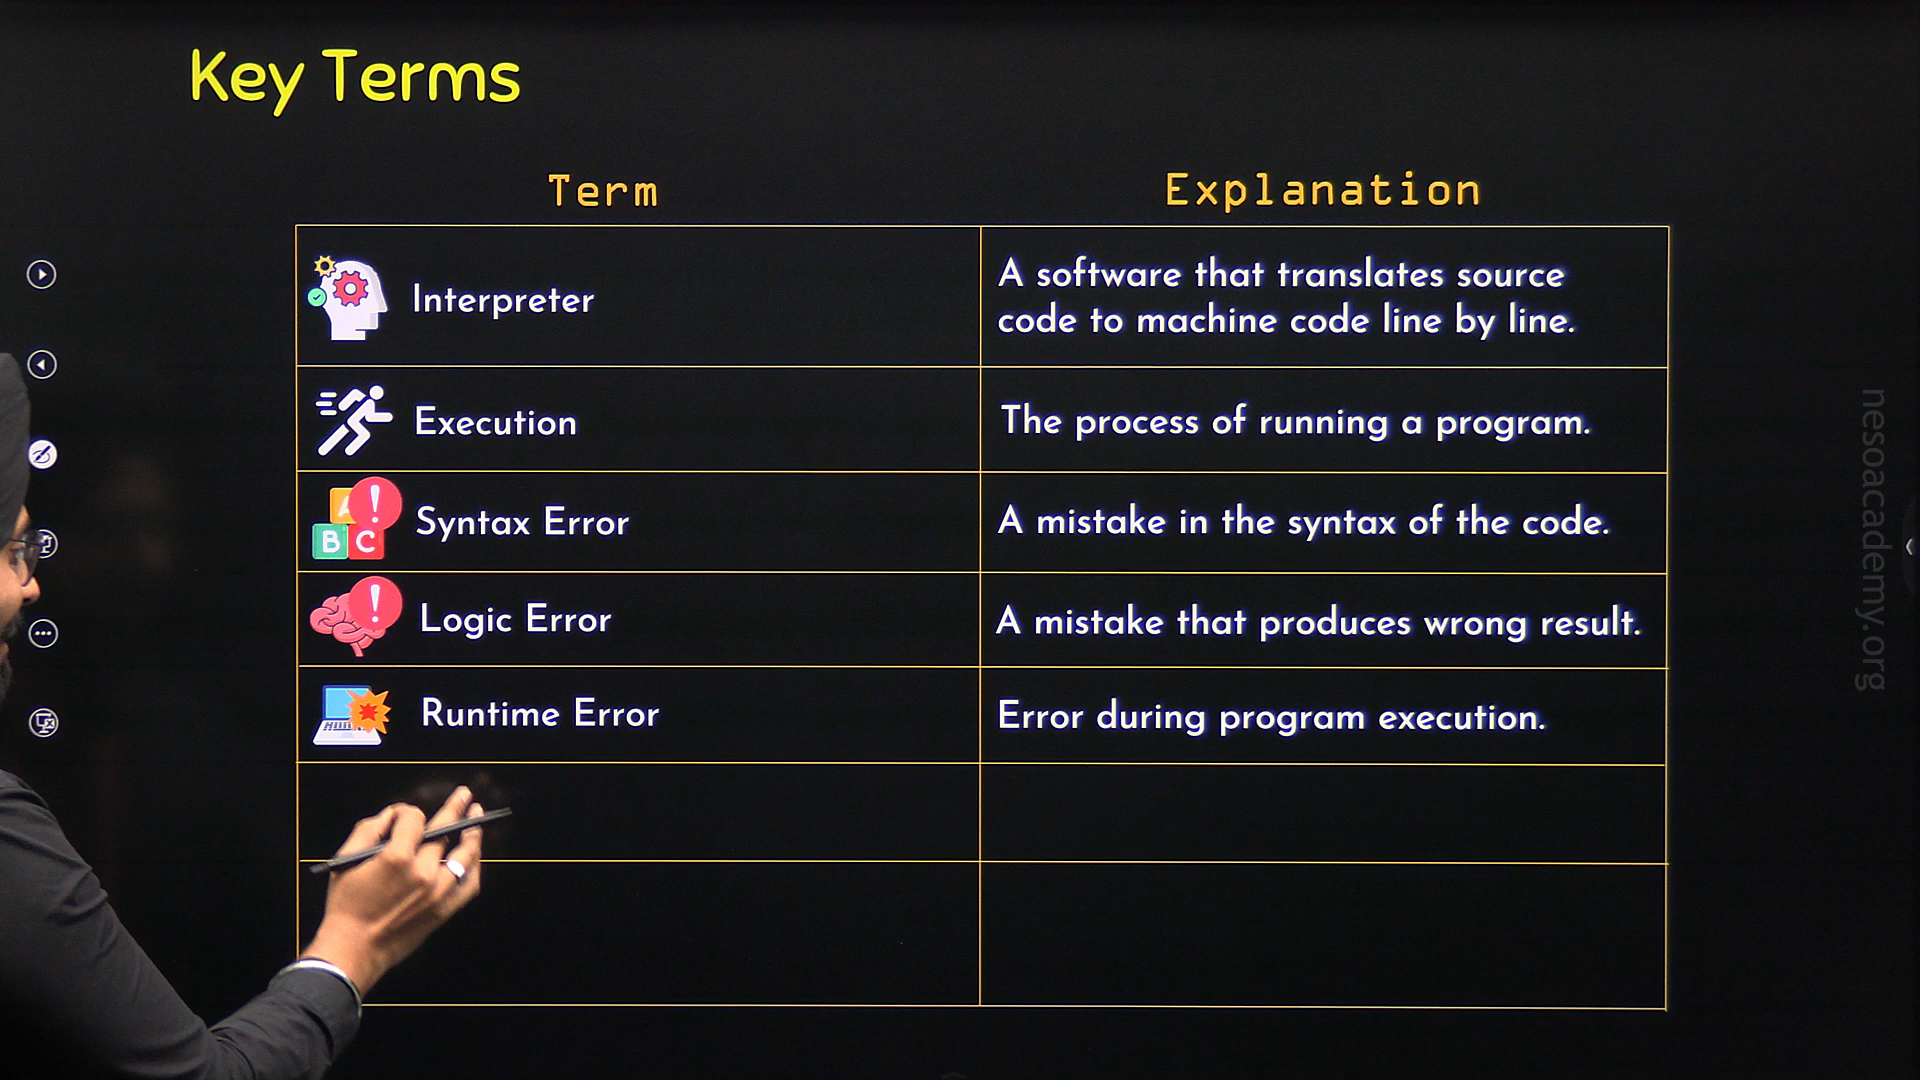 Key Terms
Term
Explanation
Interpreter
A software that translates source
code to machine code line by line.
Execution
The process of running a program.
A
B C
!
Syntax Error
A mistake in the syntax of the code.
!
Logic Error
A mistake that produces wrong result.
Runtime Error
Error during program execution.
nesoacademy.org